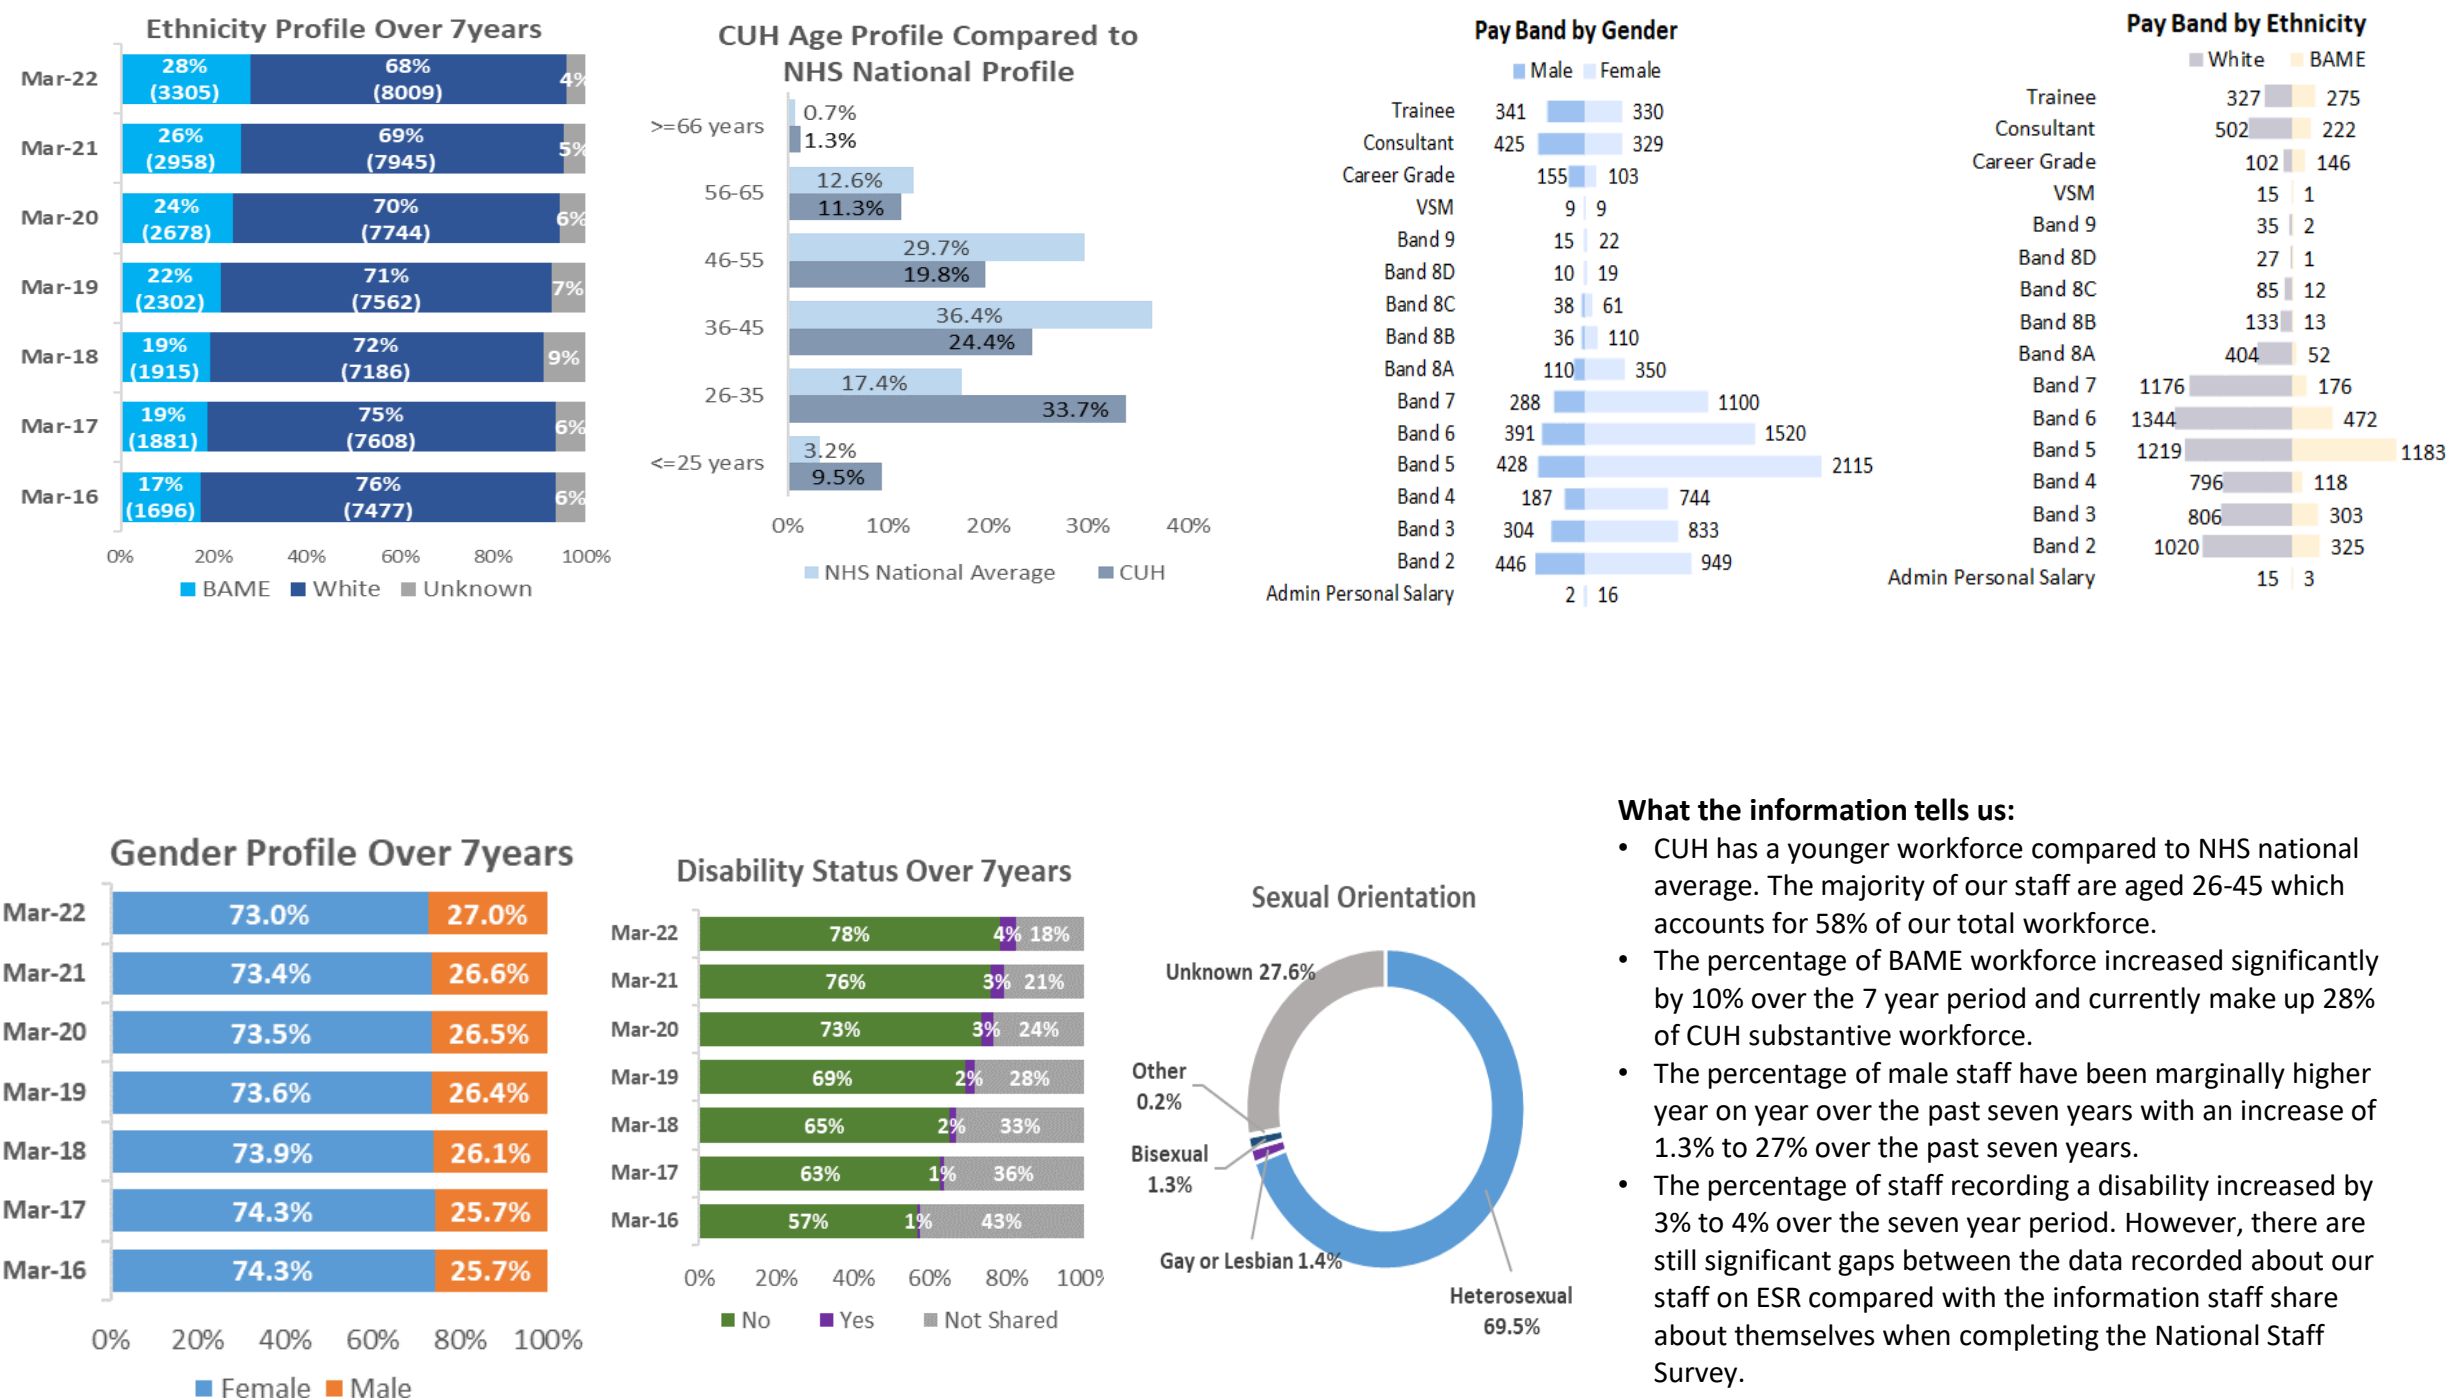 Ethnicity Profile Over 7years
Mar-22 28% (3305) 68% (8009) 4%
Mar-21 26% (2958) 69% (7945) 5%
Mar-20 24% (2678) 70% (7744) 6%
Mar-19 22% (2302) 71% (7562) 7%
Mar-18 19% (1915) 72% (7186) 9%
Mar-17 19% (1881) 75% (7608) 6%
Mar-16 17% (1696) 76% (7477) 6%
0% 20% 40% 60% 80% 100%
BAME White Unknown
CUH Age Profile Compared to
NHS National Profile
>=66 years 0.7% 1.3%
56-65 12.6% 11.3%
46-55 29.7% 19.8%
36-45 36.4% 24.4%
26-35 17.4% 33.7%
<=25 years 3.2% 9.5%
0% 10% 20% 30% 40%
NHS National Average CUH
Pay Band by Gender
Male Female
Trainee 341 330
Consultant 425 329
Career Grade 155 103
VSM 9 9
Band 9 15 22
Band 8D 10 19
Band 8C 38 61
Band 8B 36 110
Band 8A 110 350
Band 7 288 1100
Band 6 391 1520
Band 5 428 2115
Band 4 187 744
Band 3 304 833
Band 2 446 949
Admin Personal Salary 2 16
Pay Band by Ethnicity
White BAME
Trainee 327 275
Consultant 502 222
Career Grade 102 146
VSM 15 1
Band 9 35 2
Band 8D 27 1
Band 8C 85 12
Band 8B 133 13
Band 8A 404 52
Band 7 1176 176
Band 6 1344 472
Band 5 1219 1183
Band 4 796 118
Band 3 806 303
Band 2 1020 325
Admin Personal Salary 15 3
Gender Profile Over 7years
Mar-22 73.0% 27.0%
Mar-21 73.4% 26.6%
Mar-20 73.5% 26.5%
Mar-19 73.6% 26.4%
Mar-18 73.9% 26.1%
Mar-17 74.3% 25.7%
Mar-16 74.3% 25.7%
0% 20% 40% 60% 80% 100%
Female Male
Disability Status Over 7years
Mar-22 78% 4% 18%
Mar-21 76% 3% 21%
Mar-20 73% 3% 24%
Mar-19 69% 2% 28%
Mar-18 65% 2% 33%
Mar-17 63% 1% 36%
Mar-16 57% 1% 43%
0% 20% 40% 60% 80% 100%
No Yes Not Shared
Sexual Orientation
Unknown 27.6%
Other
0.2%
Bisexual
1.3%
Gay or Lesbian 1.4%
Heterosexual
69.5%
What the information tells us:
• CUH has a younger workforce compared to NHS national
average. The majority of our staff are aged 26-45 which
accounts for 58% of our total workforce.
• The percentage of BAME workforce increased significantly
by 10% over the 7 year period and currently make up 28%
of CUH substantive workforce.
• The percentage of male staff have been marginally higher
year on year over the past seven years with an increase of
1.3% to 27% over the past seven years.
• The percentage of staff recording a disability increased by
3% to 4% over the seven year period. However, there are
still significant gaps between the data recorded about our
staff on ESR compared with the information staff share
about themselves when completing the National Staff
Survey.